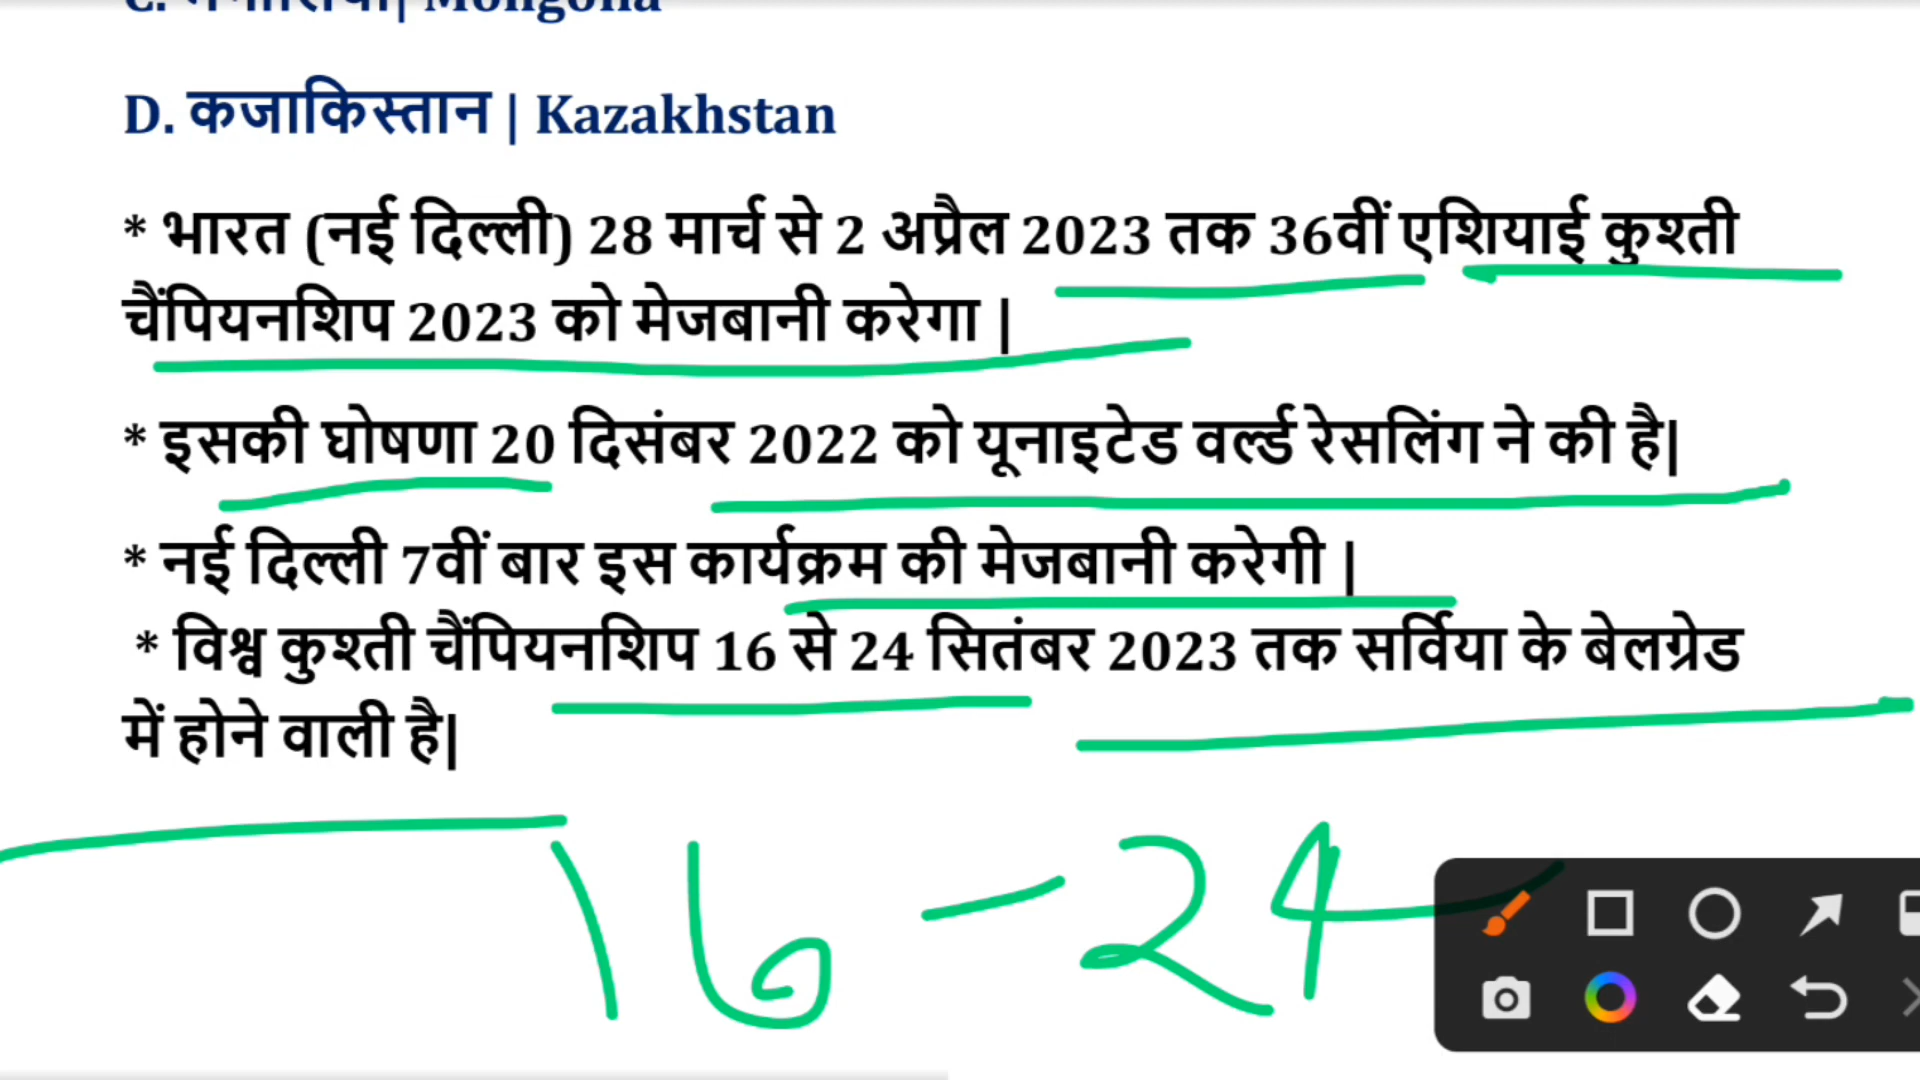 D. कजाकिस्तान | Kazakhstan
* भारत (नई दिल्ली) 28 मार्च से 2 अप्रैल 2023 तक 36वीं एशियाई कुश्ती
चैंपियनशिप 2023 को मेजबानी करेगा |
* इसकी घोषणा 20 दिसंबर 2022 को यूनाइटेड वर्ल्ड रेसलिंग ने की है|
* नई दिल्ली 7वीं बार इस कार्यक्रम की मेजबानी करेगी |
* विश्व कुश्ती चैंपियनशिप 16 से 24 सितंबर 2023 तक सर्विया के बेलग्रेड
में होने वाली है|
16 - 24